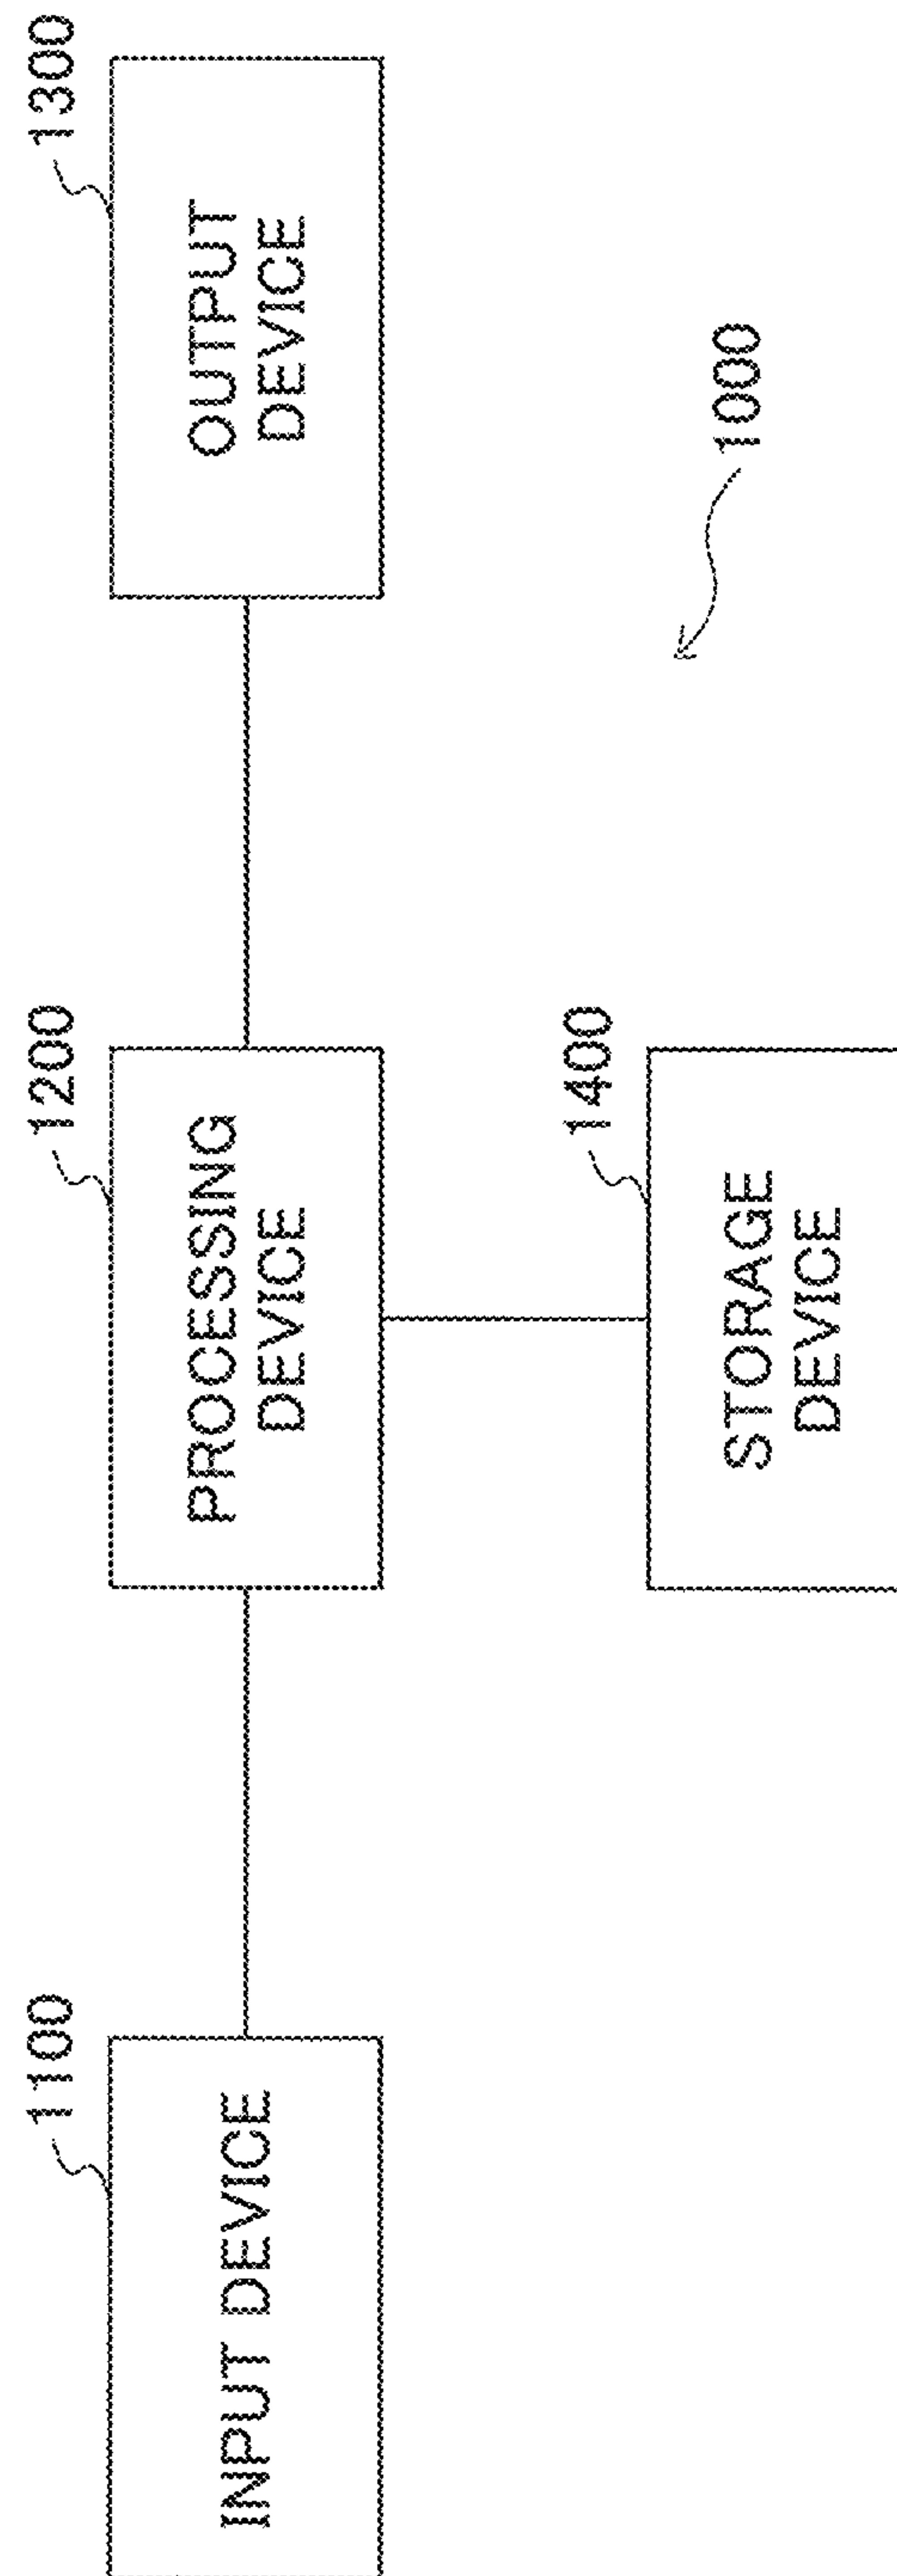 1100
INPUT DEVICE
1200
PROCESSING
DEVICE
1300
OUTPUT
DEVICE
1400
STORAGE
DEVICE
1000